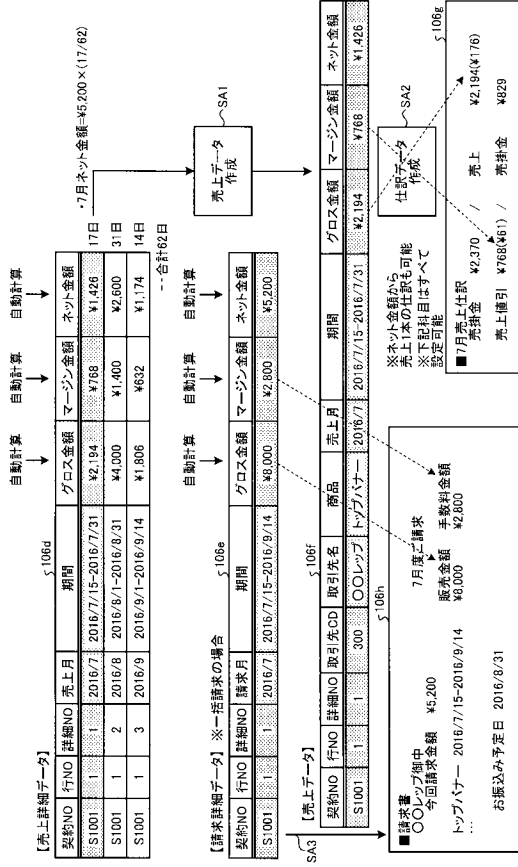 【売上詳細データ】
106d
自動計算 自動計算 自動計算
契約NO 行NO 詳細NO 売上月 期間 グロス金額 マージン金額 ネット金額
S1001 1 1 2016/7 2016/7/15-2016/7/31 ¥2,194 ¥768 ¥1,426 17日
S1001 1 2 2016/8 2016/8/1-2016/8/31 ¥4,000 ¥1,400 ¥2,600 31日
S1001 1 3 2016/9 2016/9/1-2016/9/14 ¥1,806 ¥632 ¥1,174 14日
--合計62日
・7月ネット金額=¥5,200×(17/62)
売上データ
作成
SA1
【請求詳細データ】 ※一括請求の場合
106e
自動計算 自動計算 自動計算
契約NO 行NO 詳細NO 請求月 期間 グロス金額 マージン金額 ネット金額
S1001 1 1 2016/7 2016/7/15-2016/9/14 ¥8,000 ¥2,800 ¥5,200
【売上データ】
106f
契約NO 行NO 詳細NO 取引先CD 取引先名 商品 売上月 期間 グロス金額 マージン金額 ネット金額
S1001 1 1 300 〇〇レップ トップバナー 2016/7 2016/7/15-2016/7/31 ¥2,194 ¥768 ¥1,426
SA3
仕訳データ
作成
SA2
106h
■請求書
〇〇レップ御中 7月度ご請求
今回請求金額 ¥5,200
販売金額 手数料金額
トップバナー 2016/7/15-2016/9/14 ¥8,000 ¥2,800
…
お振込み予定日 2016/8/31
※ネット金額から
売上1本の仕訳も可能
※下記科目はすべて
設定可能
106g
■7月売上仕訳
売掛金 ¥2,370 / 売上 ¥2,194(¥176)
売上値引 ¥768(¥61) / 売掛金 ¥829